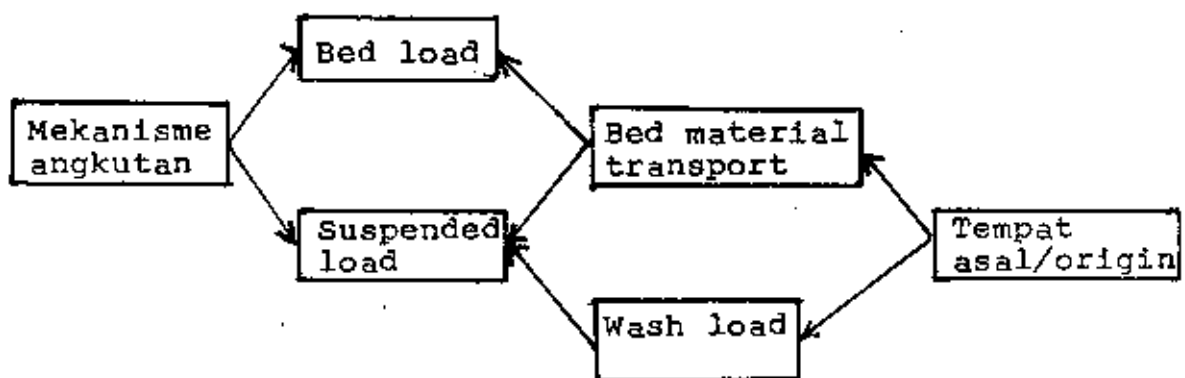 Bed load
Mekanisme
angkutan
Bed material
transport
Suspended
load
Tempat
asal/origin
Wash load